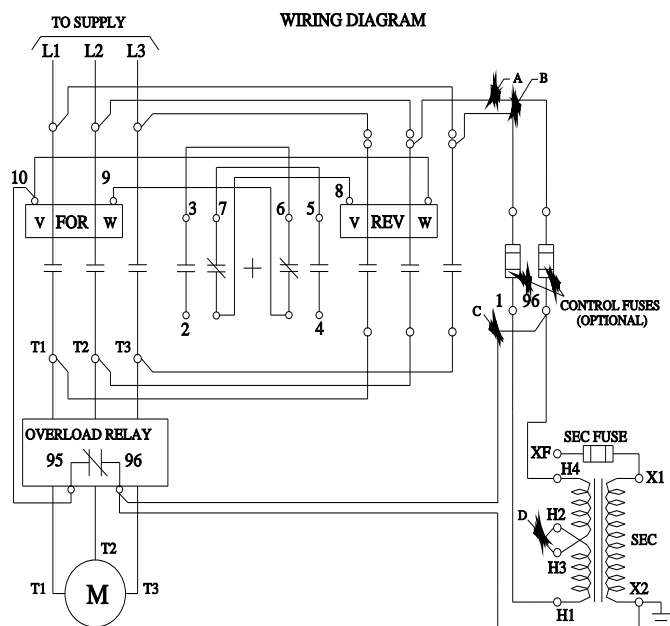 WIRING DIAGRAM
TO SUPPLY
L1 L2 L3
A B
10 9 3 7 6 5 8
V FOR W V REV W
2 4
1 96
CONTROL FUSES
(OPTIONAL)
C
T1 T2 T3
OVERLOAD RELAY
95 96
SEC FUSE
XF
H4 X1
D H2
SEC
H3
T2
T1 M T3
X2
H1